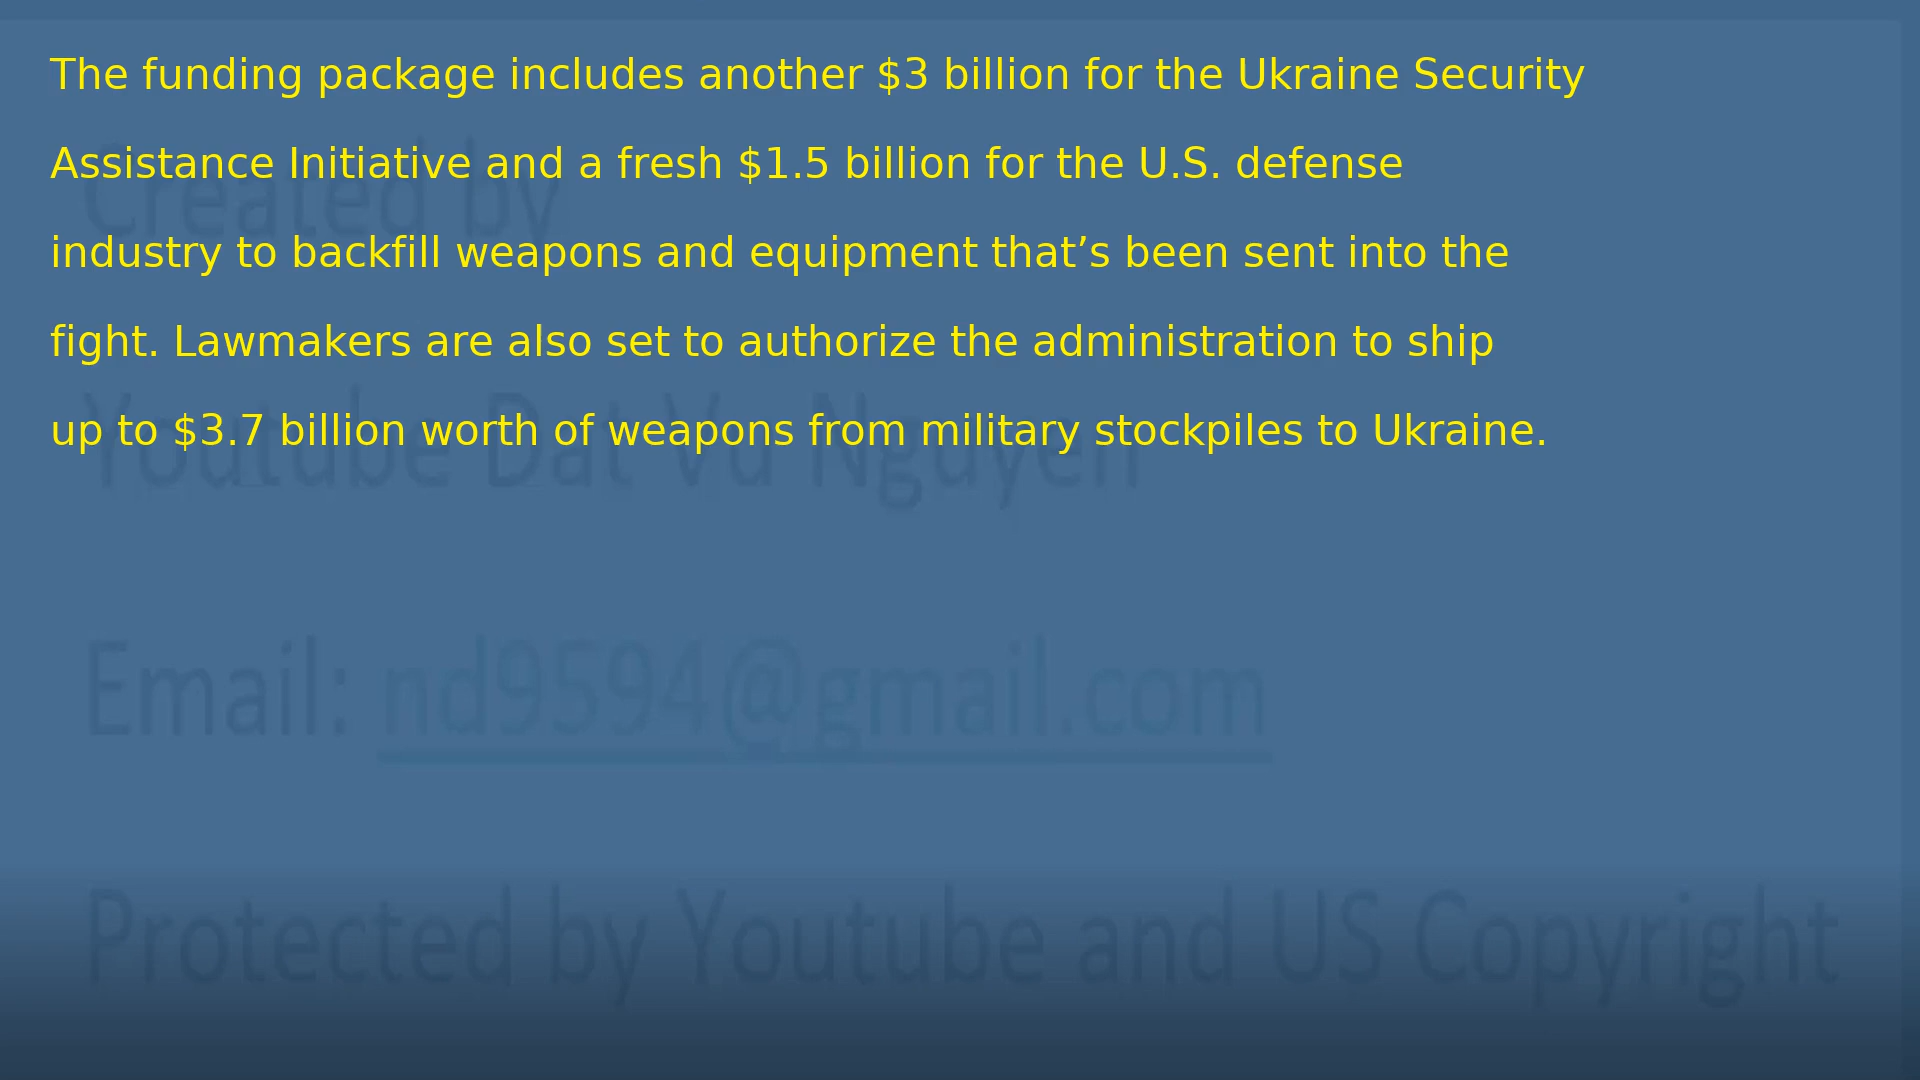 The funding package includes another $3 billion for the Ukraine Security
Assistance Initiative and a fresh $1.5 billion for the U.S. defense
industry to backfill weapons and equipment that’s been sent into the
fight. Lawmakers are also set to authorize the administration to ship
up to $3.7 billion worth of weapons from military stockpiles to Ukraine.
Created by
Youtube Dat Vu Nguyen
Email: nd9594@gmail.com
Protected by Youtube and US Copyright